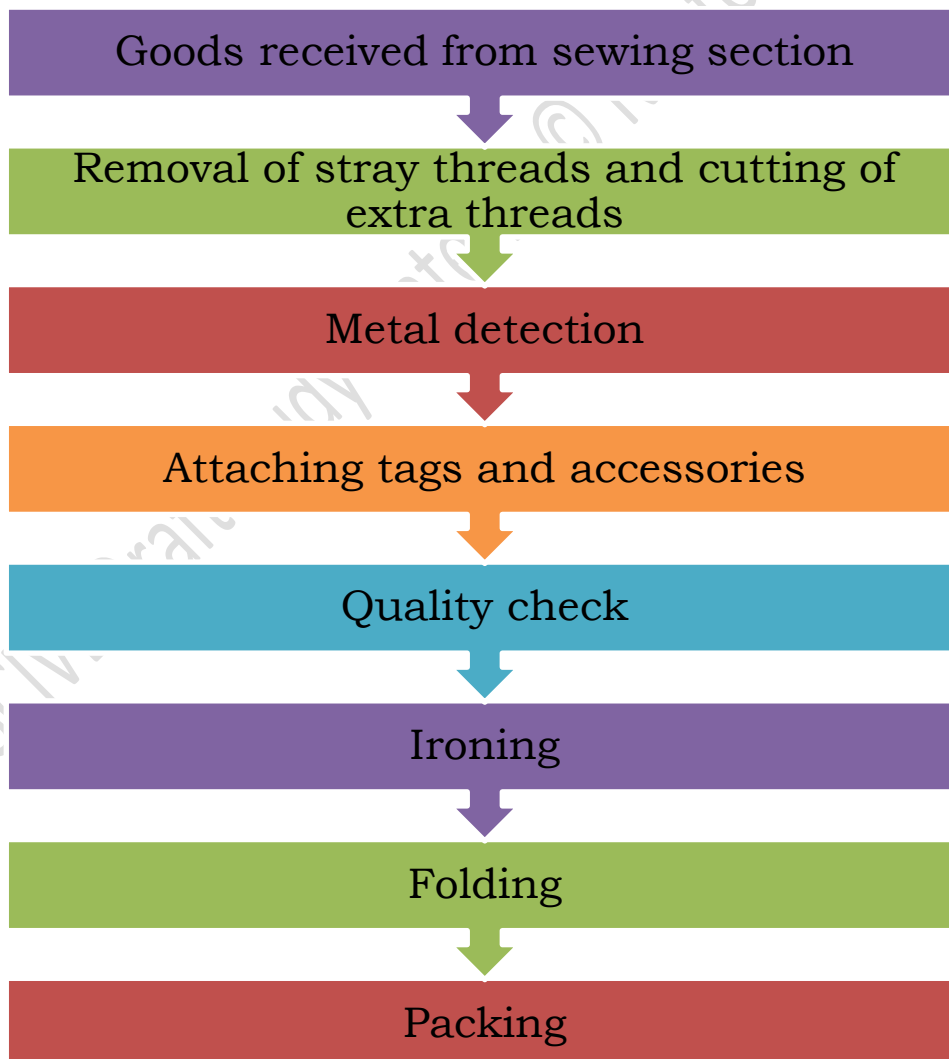 Goods received from sewing section
Removal of stray threads and cutting of
extra threads
Metal detection
Attaching tags and accessories
Quality check
Ironing
Folding
Packing